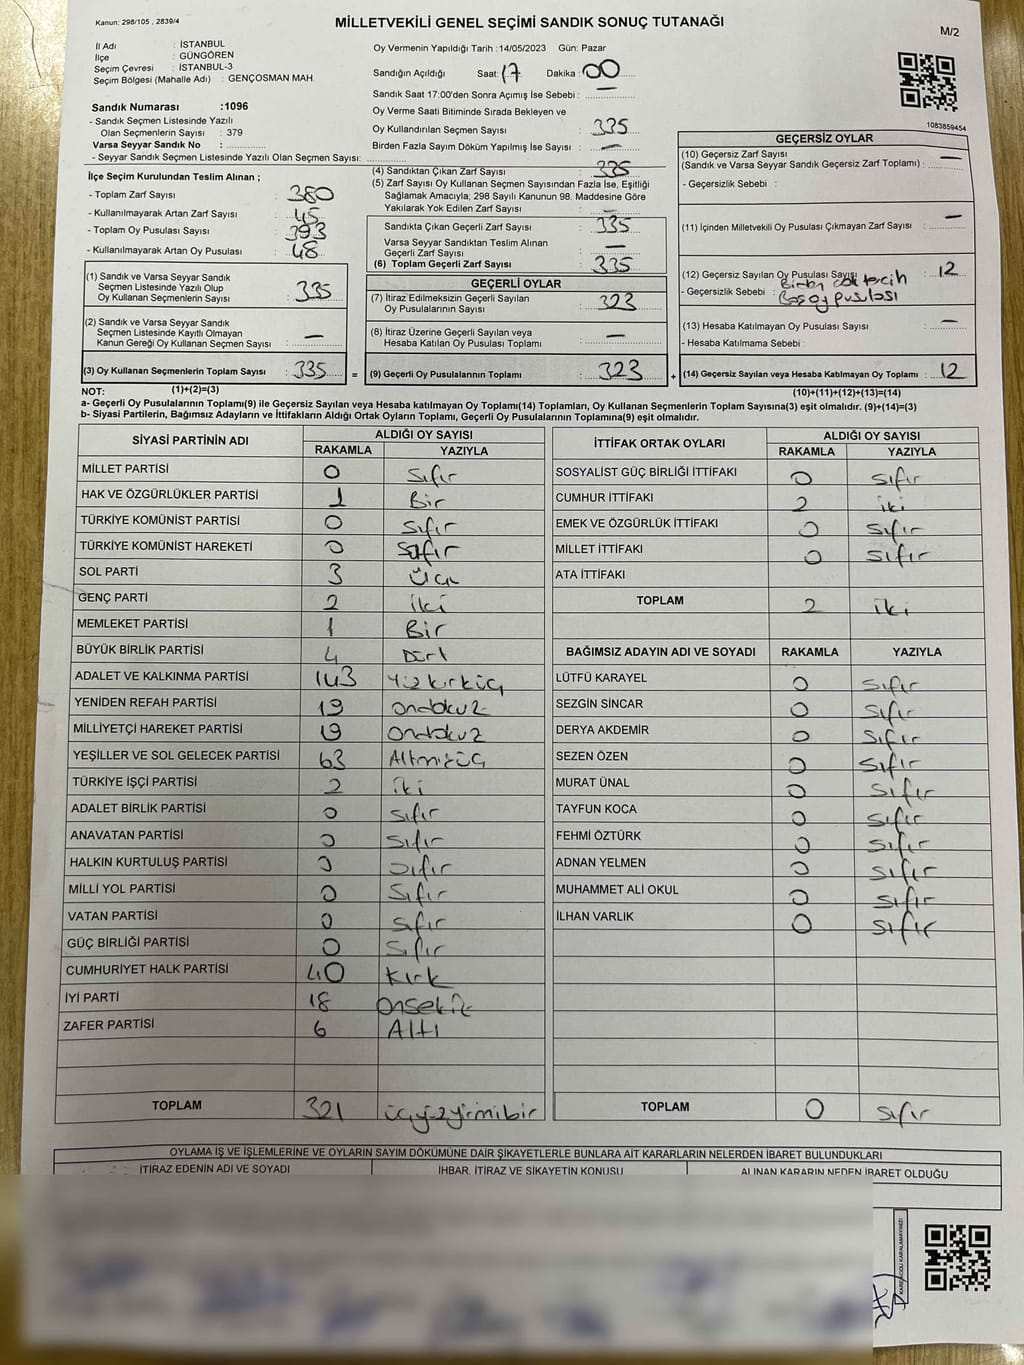 Kanun: 298/105 , 2839/4
MİLLETVEKİLİ GENEL SEÇİMİ SANDIK SONUÇ TUTANAĞI
M/2
İl Adı : İSTANBUL
İlçe : GÜNGÖREN
Seçim Çevresi : İSTANBUL-3
Seçim Bölgesi (Mahalle Adı) : GENÇOSMAN MAH.
Sandık Numarası :1096
- Sandık Seçmen Listesinde Yazılı
Olan Seçmenlerin Sayısı : 379
Varsa Seyyar Sandık No :
- Seyyar Sandık Seçmen Listesinde Yazılı Olan Seçmen Sayısı:
İlçe Seçim Kurulundan Teslim Alınan ;
- Toplam Zarf Sayısı : 380
- Kullanılmayarak Artan Zarf Sayısı : 45
- Toplam Oy Pusulası Sayısı : 393
- Kullanılmayarak Artan Oy Pusulası : 48
(1) Sandık ve Varsa Seyyar Sandık
Seçmen Listesinde Yazılı Olup
Oy Kullanan Seçmenlerin Sayısı : 335
(2) Sandık ve Varsa Seyyar Sandık
Seçmen Listesinde Kayıtlı Olmayan
Kanun Gereği Oy Kullanan Seçmen Sayısı : —
(3) Oy Kullanan Seçmenlerin Toplam Sayısı : 335 =
Oy Vermenin Yapıldığı Tarih :14/05/2023 Gün: Pazar
Sandığın Açıldığı Saat: 17 Dakika : 00
Sandık Saat 17:00'den Sonra Açımış İse Sebebi : —
Oy Verme Saati Bitiminde Sırada Bekleyen ve
Oy Kullandırılan Seçmen Sayısı : 335
Birden Fazla Sayım Döküm Yapılmış İse Sayısı : —
(4) Sandıktan Çıkan Zarf Sayısı : 335
(5) Zarf Sayısı Oy Kullanan Seçmen Sayısından Fazla İse, Eşitliği
Sağlamak Amacıyla; 298 Sayılı Kanunun 98. Maddesine Göre
Yakılarak Yok Edilen Zarf Sayısı : —
Sandıkta Çıkan Geçerli Zarf Sayısı : 335
Varsa Seyyar Sandıktan Teslim Alınan
Geçerli Zarf Sayısı : —
(6) Toplam Geçerli Zarf Sayısı : 335
GEÇERLİ OYLAR
(7) İtiraz Edilmeksizin Geçerli Sayılan
Oy Pusulasının Sayısı : 323
(8) İtiraz Üzerine Geçerli Sayılan veya
Hesaba Katılan Oy Pusulası Toplamı : —
(9) Geçerli Oy Pusulalarının Toplamı : 323 +
1083859454
GEÇERSİZ OYLAR
(10) Geçersiz Zarf Sayısı
(Sandık ve Varsa Seyyar Sandık Geçersiz Zarf Toplamı) : —
- Geçersizlik Sebebi :
(11) İçinden Milletvekili Oy Pusulası Çıkmayan Zarf Sayısı : —
(12) Geçersiz Sayılan Oy Pusulası Sayısı : 12
- Geçersizlik Sebebi : tercih
Boş oy pusulası
(13) Hesaba Katılmayan Oy Pusulası Sayısı : —
- Hesaba Katılmama Sebebi :
(14) Geçersiz Sayılan veya Hesaba Katılmayan Oy Toplamı : 12
NOT: (1)+(2)=(3) (10)+(11)+(12)+(13)=(14)
a- Geçerli Oy Pusulalarının Toplamı(9) ile Geçersiz Sayılan veya Hesaba katılmayan Oy Toplamı(14) Toplamları, Oy Kullanan Seçmenlerin Toplam Sayısına(3) eşit olmalıdır. (9)+(14)=(3)
b- Siyasi Partilerin, Bağımsız Adayların ve İttifakların Aldığı Ortak Oyların Toplamı, Geçerli Oy Pusulalarının Toplamına(9) eşit olmalıdır.
SİYASİ PARTİNİN ADI ALDIĞI OY SAYISI
RAKAMLA YAZIYLA
MİLLET PARTİSİ 0 Sıfır
HAK VE ÖZGÜRLÜKLER PARTİSİ 1 Bir
TÜRKİYE KOMÜNİST PARTİSİ 0 Sıfır
TÜRKİYE KOMÜNİST HAREKETİ 0 Sıfır
SOL PARTİ 3 Üç
GENÇ PARTİ 2 iki
MEMLEKET PARTİSİ 1 Bir
BÜYÜK BİRLİK PARTİSİ 4 Dört
ADALET VE KALKINMA PARTİSİ 143 Yüzkırküç
YENİDEN REFAH PARTİSİ 19 ondokuz
MİLLİYETÇİ HAREKET PARTİSİ 19 Ondokuz
YEŞİLLER VE SOL GELECEK PARTİSİ 63 Altmışüç
TÜRKİYE İŞÇİ PARTİSİ 2 iki
ADALET BİRLİK PARTİSİ 0 sıfır
ANAVATAN PARTİSİ 0 sıfır
HALKIN KURTULUŞ PARTİSİ 0 sıfır
MİLLİ YOL PARTİSİ 0 Sıfır
VATAN PARTİSİ 0 sıfır
GÜÇ BİRLİĞİ PARTİSİ 0 Sıfır
CUMHURİYET HALK PARTİSİ 40 Kırk
İYİ PARTİ 18 Onsekiz
ZAFER PARTİSİ 6 Altı
TOPLAM 321 üçyüzyirmibir
İTTİFAK ORTAK OYLARI ALDIĞI OY SAYISI
RAKAMLA YAZIYLA
SOSYALİST GÜÇ BİRLİĞİ İTTİFAKI 0 sıfır
CUMHUR İTTİFAKI 2 iki
EMEK VE ÖZGÜRLÜK İTTİFAKI 0 sıfır
MİLLET İTTİFAKI 0 sıfır
ATA İTTİFAKI
TOPLAM 2 iki
BAĞIMSIZ ADAYIN ADI VE SOYADI RAKAMLA YAZIYLA
LÜTFÜ KARAYEL 0 sıfır
SEZGİN SİNCAR 0 sıfır
DERYA AKDEMİR 0 sıfır
SEZEN ÖZEN 0 sıfır
MURAT ÜNAL 0 sıfır
TAYFUN KOCA 0 sıfır
FEHMİ ÖZTÜRK 0 sıfır
ADNAN YELMEN 0 sıfır
MUHAMMET ALİ OKUL 0 sıfır
İLHAN VARLIK 0 sıfır
TOPLAM 0 sıfır
OYLAMA İŞ VE İŞLEMLERİNE VE OYLARIN SAYIM DÖKÜMÜNE DAİR ŞİKAYETLERLE BUNLARA AİT KARARLARIN NELERDEN İBARET BULUNDUKLARI
İTİRAZ EDENİN ADI VE SOYADI İHBAR, İTİRAZ VE ŞİKAYETİN KONUSU ALINAN KARARIN NEDEN İBARET OLDUĞU